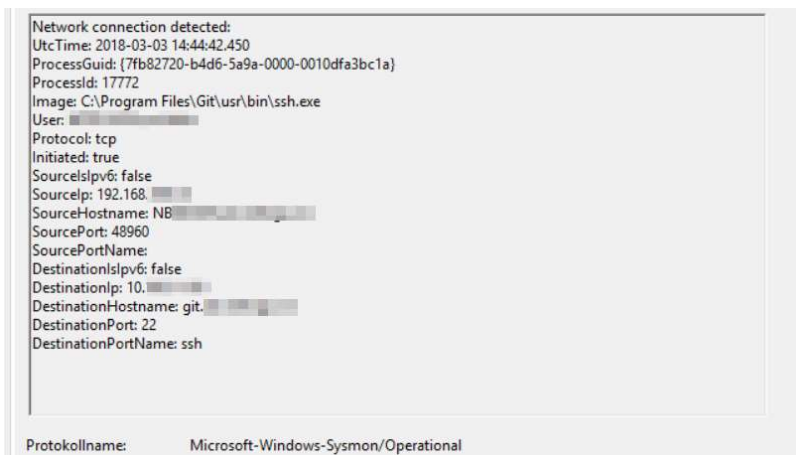 Network connection detected:
UtcTime: 2018-03-03 14:44:42.450
ProcessGuid: {7fb82720-b4d6-5a9a-0000-0010dfa3bc1a}
ProcessId: 17772
Image: C:\Program Files\Git\usr\bin\ssh.exe
User:
Protocol: tcp
Initiated: true
SourceIsIpv6: false
SourceIp: 192.168.
SourceHostname: NB
SourcePort: 48960
SourcePortName:
DestinationIsIpv6: false
DestinationIp: 10.
DestinationHostname: git.
DestinationPort: 22
DestinationPortName: ssh
Protokollname: Microsoft-Windows-Sysmon/Operational